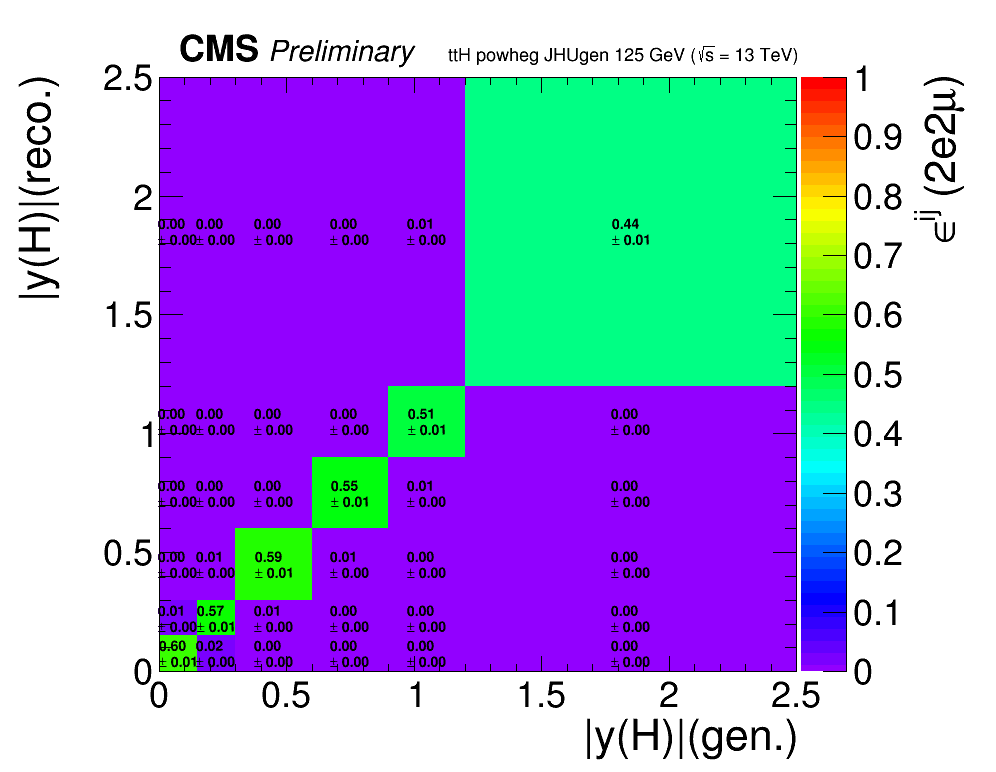 CMS Preliminary ttH powheg JHUgen 125 GeV (√s = 13 TeV)
|y(H)|(reco.)
2.5
2
1.5
1
0.5
0
0.00 0.00 0.00 0.00 0.01 0.44
± 0.00 ± 0.00 ± 0.00 ± 0.00 ± 0.00 ± 0.01
0.00 0.00 0.00 0.00 0.51 0.00
± 0.00 ± 0.00 ± 0.00 ± 0.00 ± 0.01 ± 0.00
0.00 0.00 0.00 0.55 0.01 0.00
± 0.00 ± 0.00 ± 0.00 ± 0.01 ± 0.00 ± 0.00
0.00 0.01 0.59 0.01 0.00 0.00
± 0.00 ± 0.00 ± 0.01 ± 0.00 ± 0.00 ± 0.00
0.01 0.57 0.01 0.00 0.00 0.00
± 0.00 ± 0.01 ± 0.00 ± 0.00 ± 0.00 ± 0.00
0.60 0.02 0.00 0.00 0.00 0.00
± 0.01 ± 0.00 ± 0.00 ± 0.00 ± 0.00 ± 0.00
0 0.5 1 1.5 2 2.5
|y(H)|(gen.)
1
0.9
0.8
0.7
0.6
0.5
0.4
0.3
0.2
0.1
0
ϵ^ij (2e2μ)